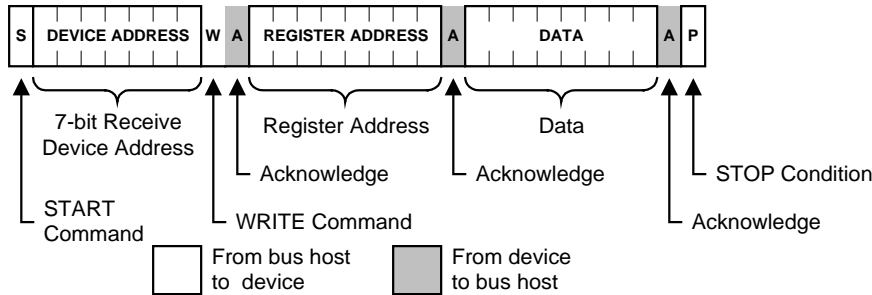 S DEVICE ADDRESS W A REGISTER ADDRESS A DATA A P
7-bit Receive
Device Address
Register Address
Data
Acknowledge
Acknowledge
STOP Condition
START
Command
WRITE Command
Acknowledge
From bus host
to device
From device
to bus host